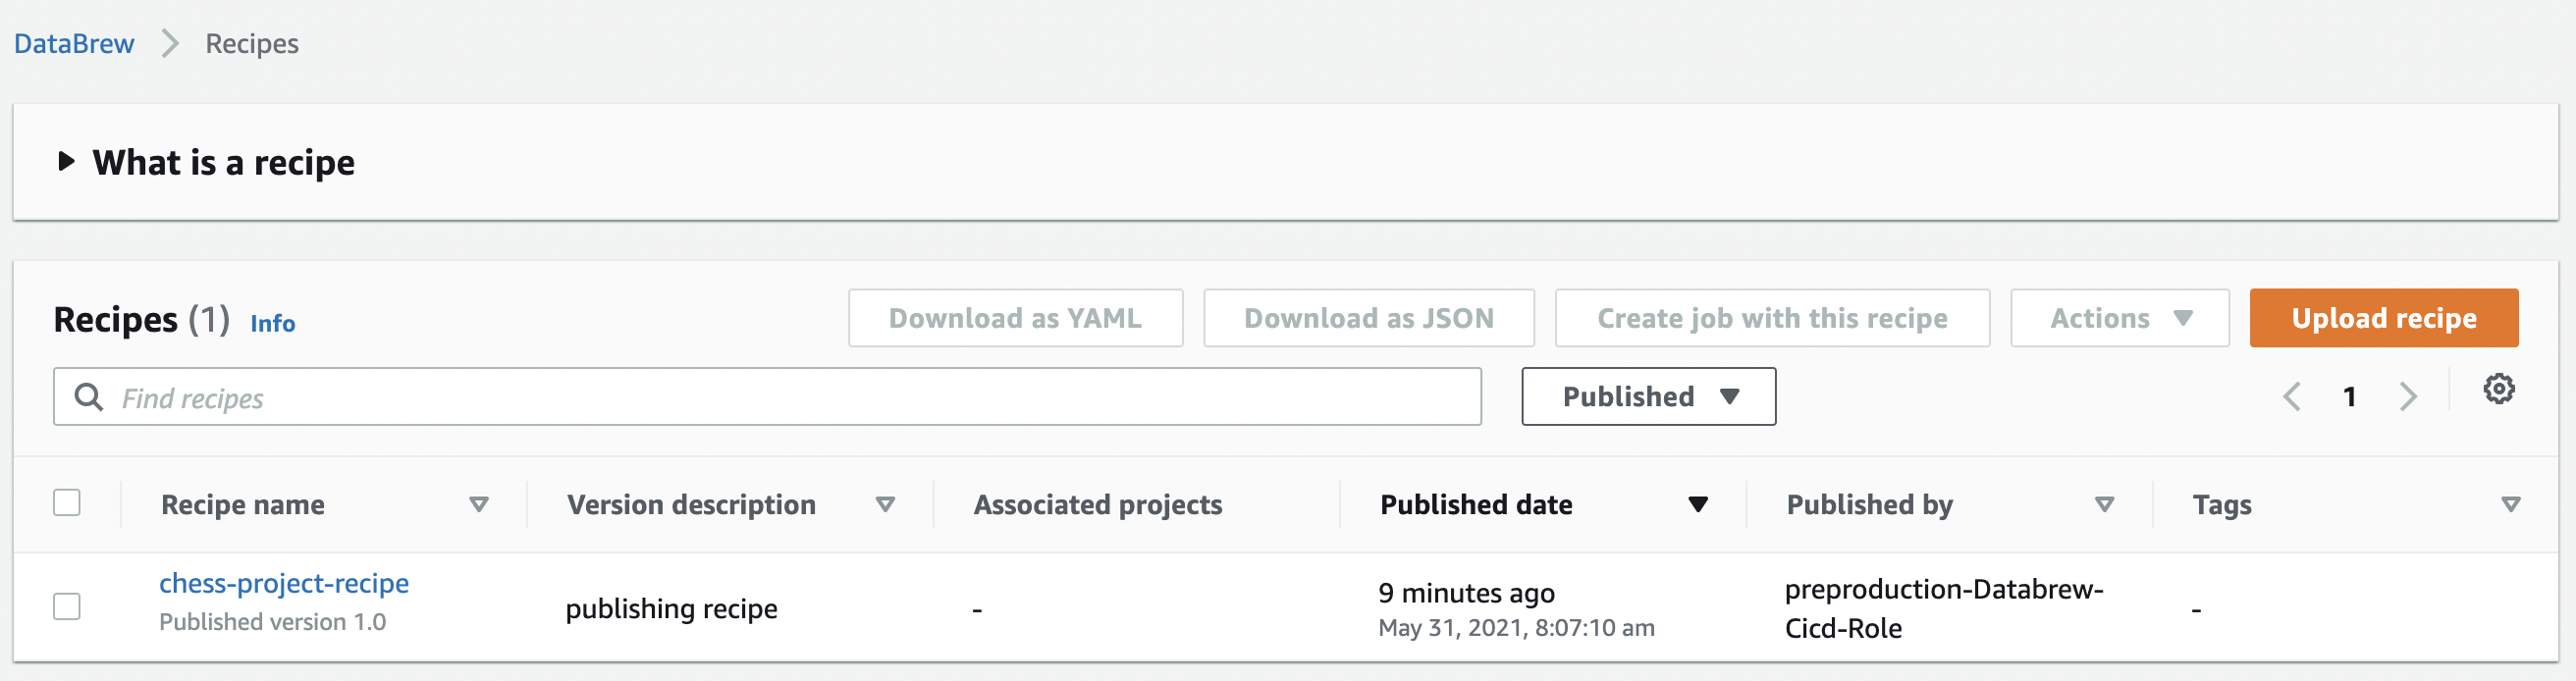 DataBrew > Recipes
What is a recipe
Recipes (1) Info
Download as YAML Download as JSON Create job with this recipe Actions Upload recipe
Find recipes Published 1
Recipe name Version description Associated projects Published date Published by Tags
chess-project-recipe
Published version 1.0
publishing recipe
-
9 minutes ago
May 31, 2021, 8:07:10 am
preproduction-Databrew-
Cicd-Role
-